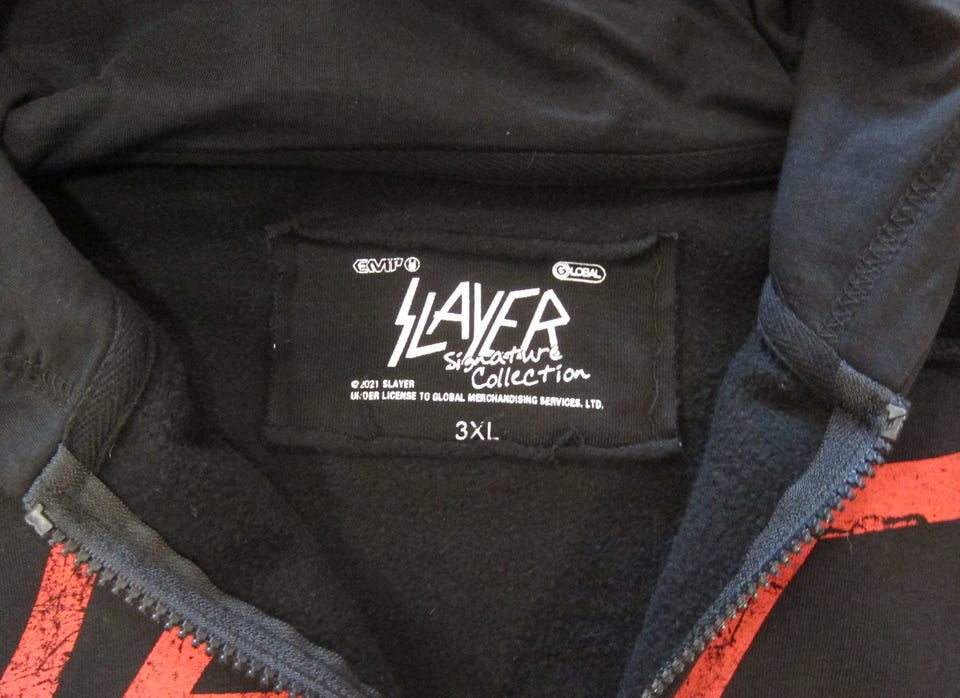 EMP GLOBAL
SLAYER
Signature
Collection
©2021 SLAYER
UNDER LICENSE TO GLOBAL MERCHANDISING SERVICES, LTD.
3XL